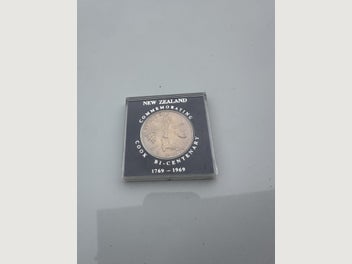 NEW ZEALAND
COMMEMORATING
COOK BI-CENTENARY
1769 - 1969